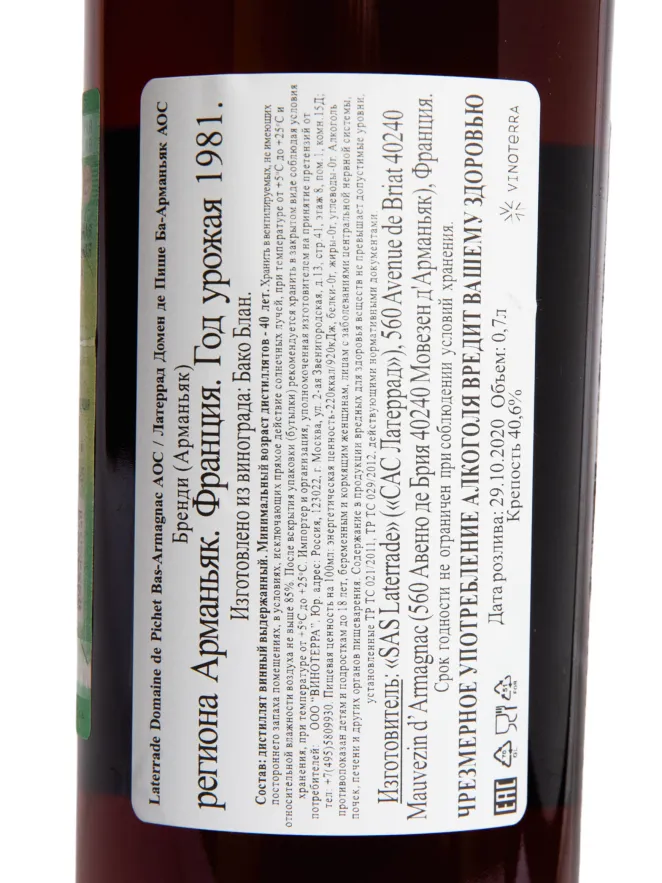 Laterrade Domaine de Pichet Bas-Armagnac AOC / Латеррад Домен де Пише Ба-Арманьяк АОС
Бренди (Арманьяк)
региона Арманьяк. Франция. Год урожая 1981.
Изготовлено из винограда: Бако Блан.
Состав: дистиллят винный выдержанный. Минимальный возраст дистиллятов - 40 лет. Хранить в вентилируемых, не имеющих
постороннего запаха помещениях, в условиях, исключающих прямое действие солнечных лучей, при температуре от +5°С до +25°С и
относительной влажности воздуха не выше 85%. После вскрытия упаковки (бутылки) рекомендуется хранить в закрытом виде соблюдая условия
хранения, при температуре от +5°С до +25°С. Импортер и организация, уполномоченная изготовителем на принятие претензий от
потребителей: ООО "ВИНОТЕРРА". Юр. адрес: Россия, 123022, г. Москва, ул. 2-ая Звенигородская, д. 13, стр 41, этаж 8, пом.1, комн.15Д;
тел. +7(495)5809930. Пищевая ценность на 100мл: энергетическая ценность-220ккал/920кДж, белки-0г, жиры-0г, углеводы-0г. Алкоголь
противопоказан детям и подросткам до 18 лет, беременным и кормящим женщинам, лицам с заболеваниями центральной нервной системы,
почек, печени и других органов пищеварения. Содержание в продукции вредных для здоровья веществ не превышает допустимые уровни,
установленные ТР ТС 021/2011, ТР ТС 029/2012, действующими нормативными документами.
Изготовитель: «SAS Laterrade» («САС Латеррад»), 560 Avenue de Briat 40240
Mauvezin d' Armagnac (560 Авеню де Брия 40240 Мовезен д'Арманьяк), Франция.
Срок годности не ограничен при соблюдении условий хранения.
ЧРЕЗМЕРНОЕ УПОТРЕБЛЕНИЕ АЛКОГОЛЯ ВРЕДИТ ВАШЕМУ ЗДОРОВЬЮ
Дата розлива: 29.10.2020 Объем: 0,7л
Крепость 40,6%
EAC
VINOTERRA